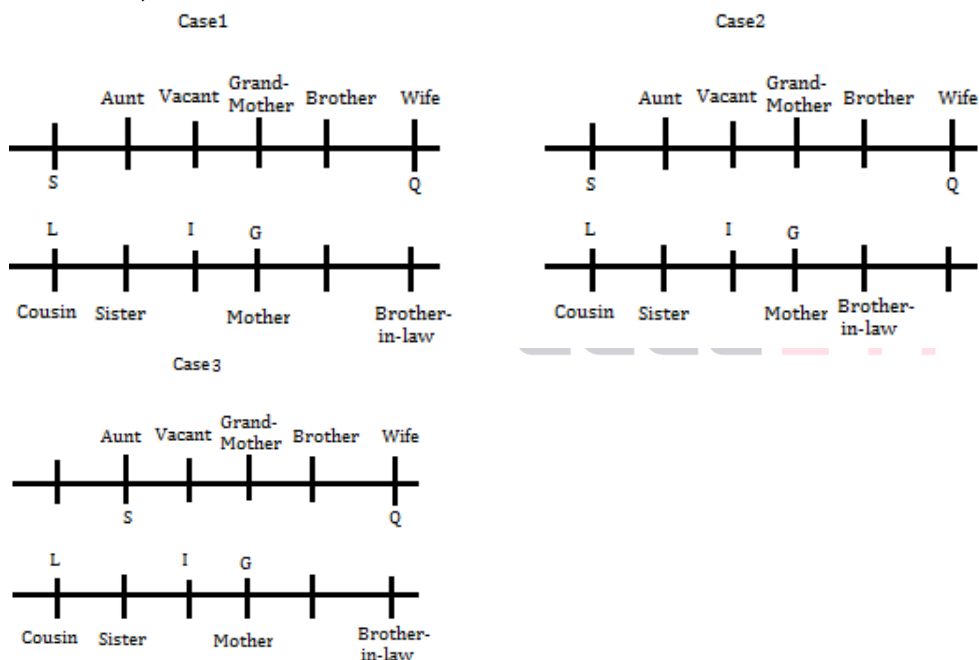 Case1
Aunt Vacant Grand-Mother Brother Wife
S Q
L I G
Cousin Sister Mother Brother-in-law
Case2
Aunt Vacant Grand-Mother Brother Wife
S Q
L I G
Cousin Sister Mother Brother-in-law
Case3
Aunt Vacant Grand-Mother Brother Wife
S Q
L I G
Cousin Sister Mother Brother-in-law